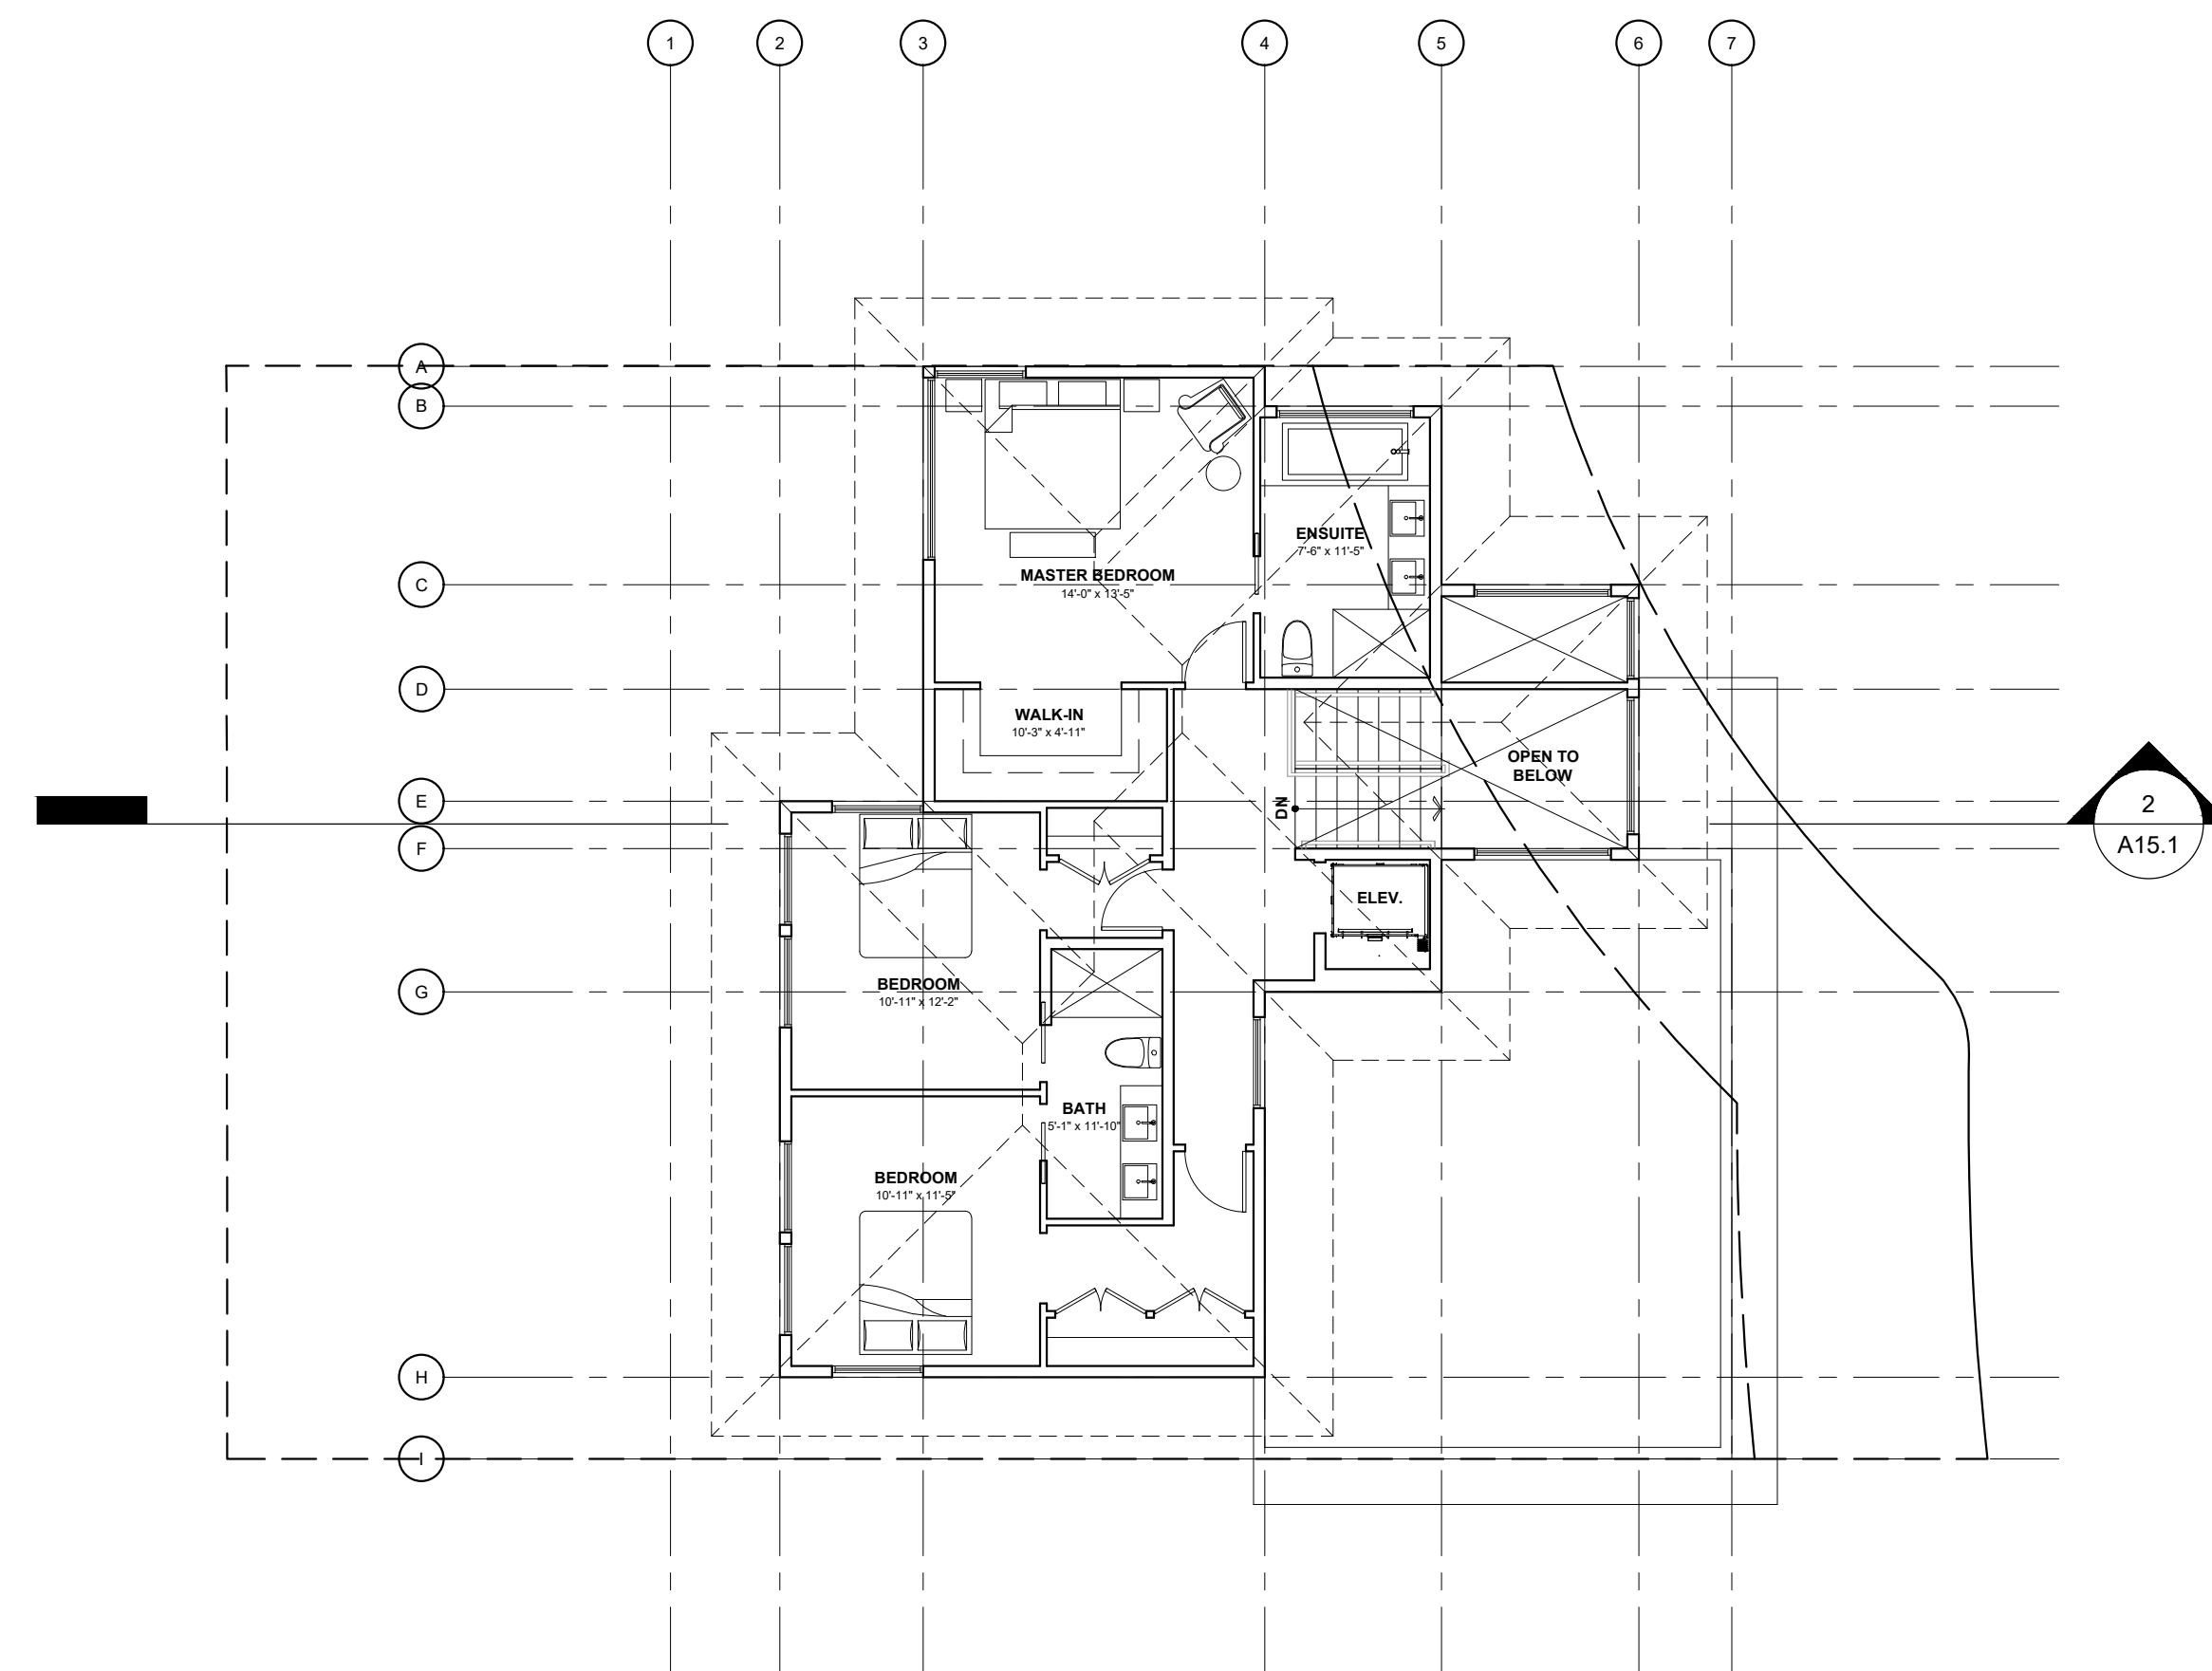 1
2
3
4
5
6
7
A
B
C
D
E
F
G
H
I
ENSUITE
7'-6" x 11'-5"
MASTER BEDROOM
14'-0" x 13'-5"
WALK-IN
10'-3" x 4'-11"
OPEN TO
BELOW
DN
2
A15.1
ELEV.
BEDROOM
10'-11" x 12'-2"
BATH
5'-1" x 11'-10"
BEDROOM
10'-11" x 11'-5"